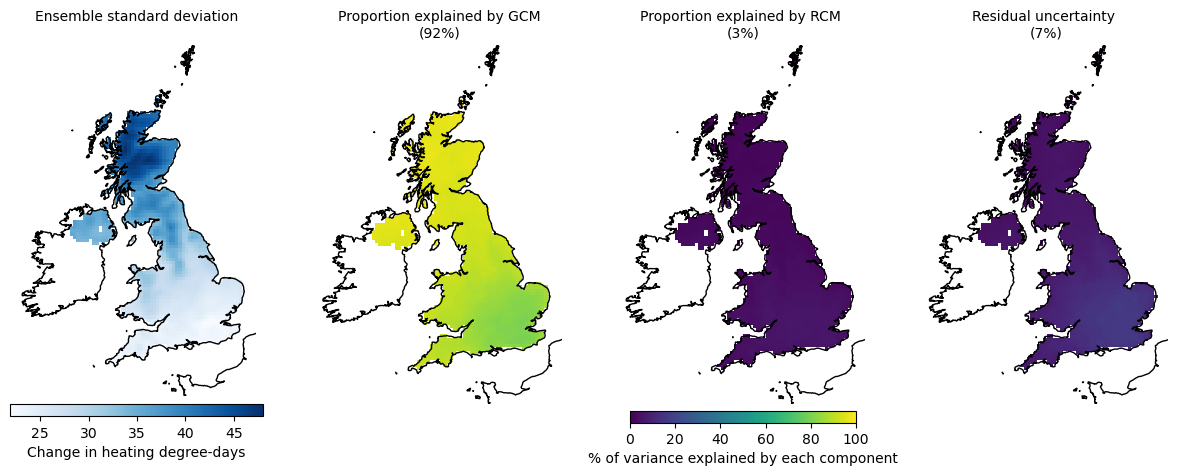 Ensemble standard deviation
Proportion explained by GCM
(92%)
Proportion explained by RCM
(3%)
Residual uncertainty
(7%)
25 30 35 40 45
Change in heating degree-days
0 20 40 60 80 100
% of variance explained by each component